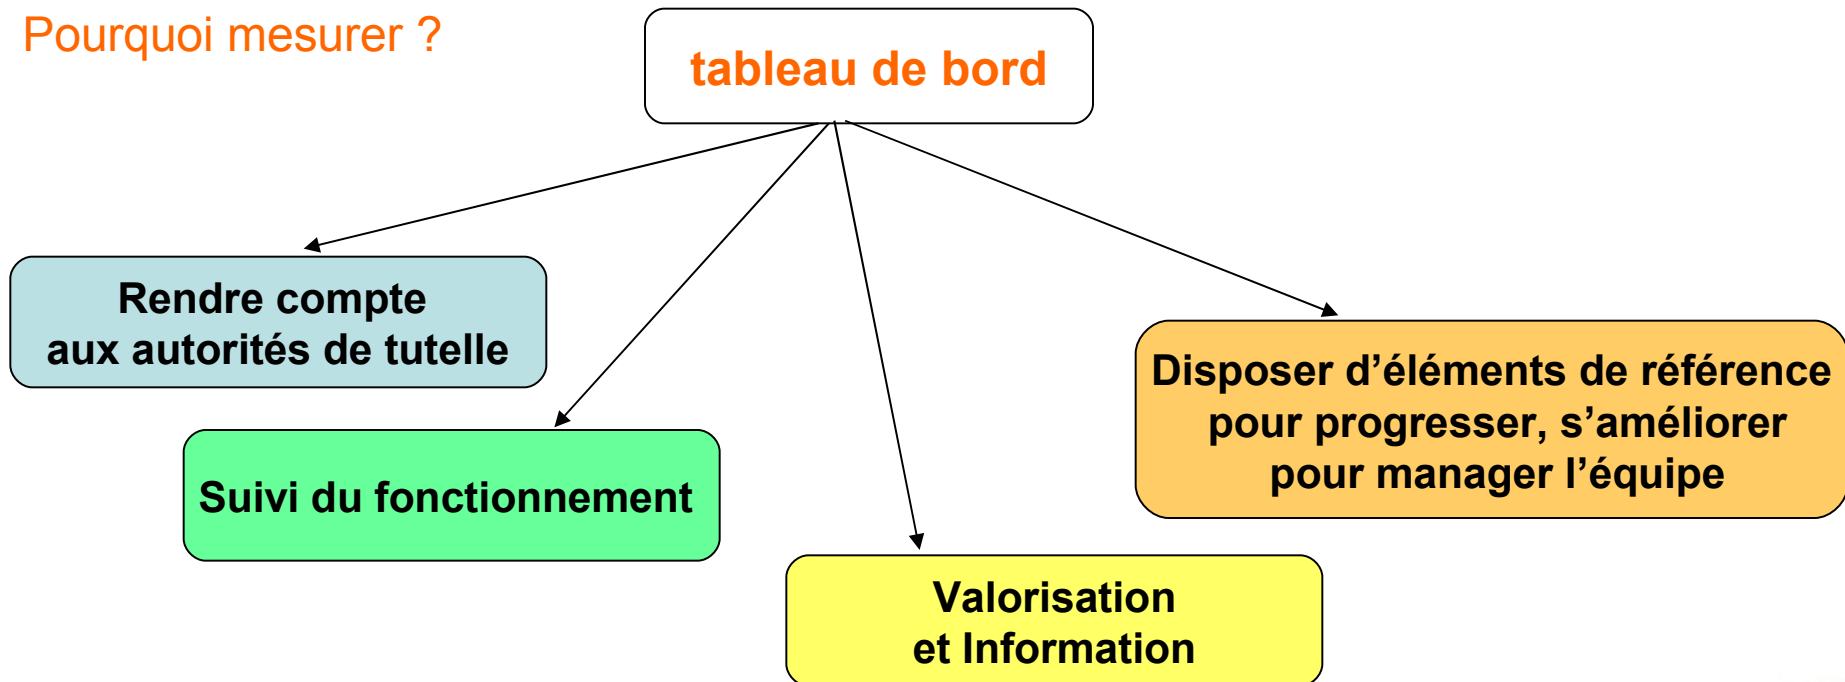 Pourquoi mesurer ?
tableau de bord
Rendre compte
aux autorités de tutelle
Suivi du fonctionnement
Valorisation
et Information
Disposer d’éléments de référence
pour progresser, s’améliorer
pour manager l’équipe